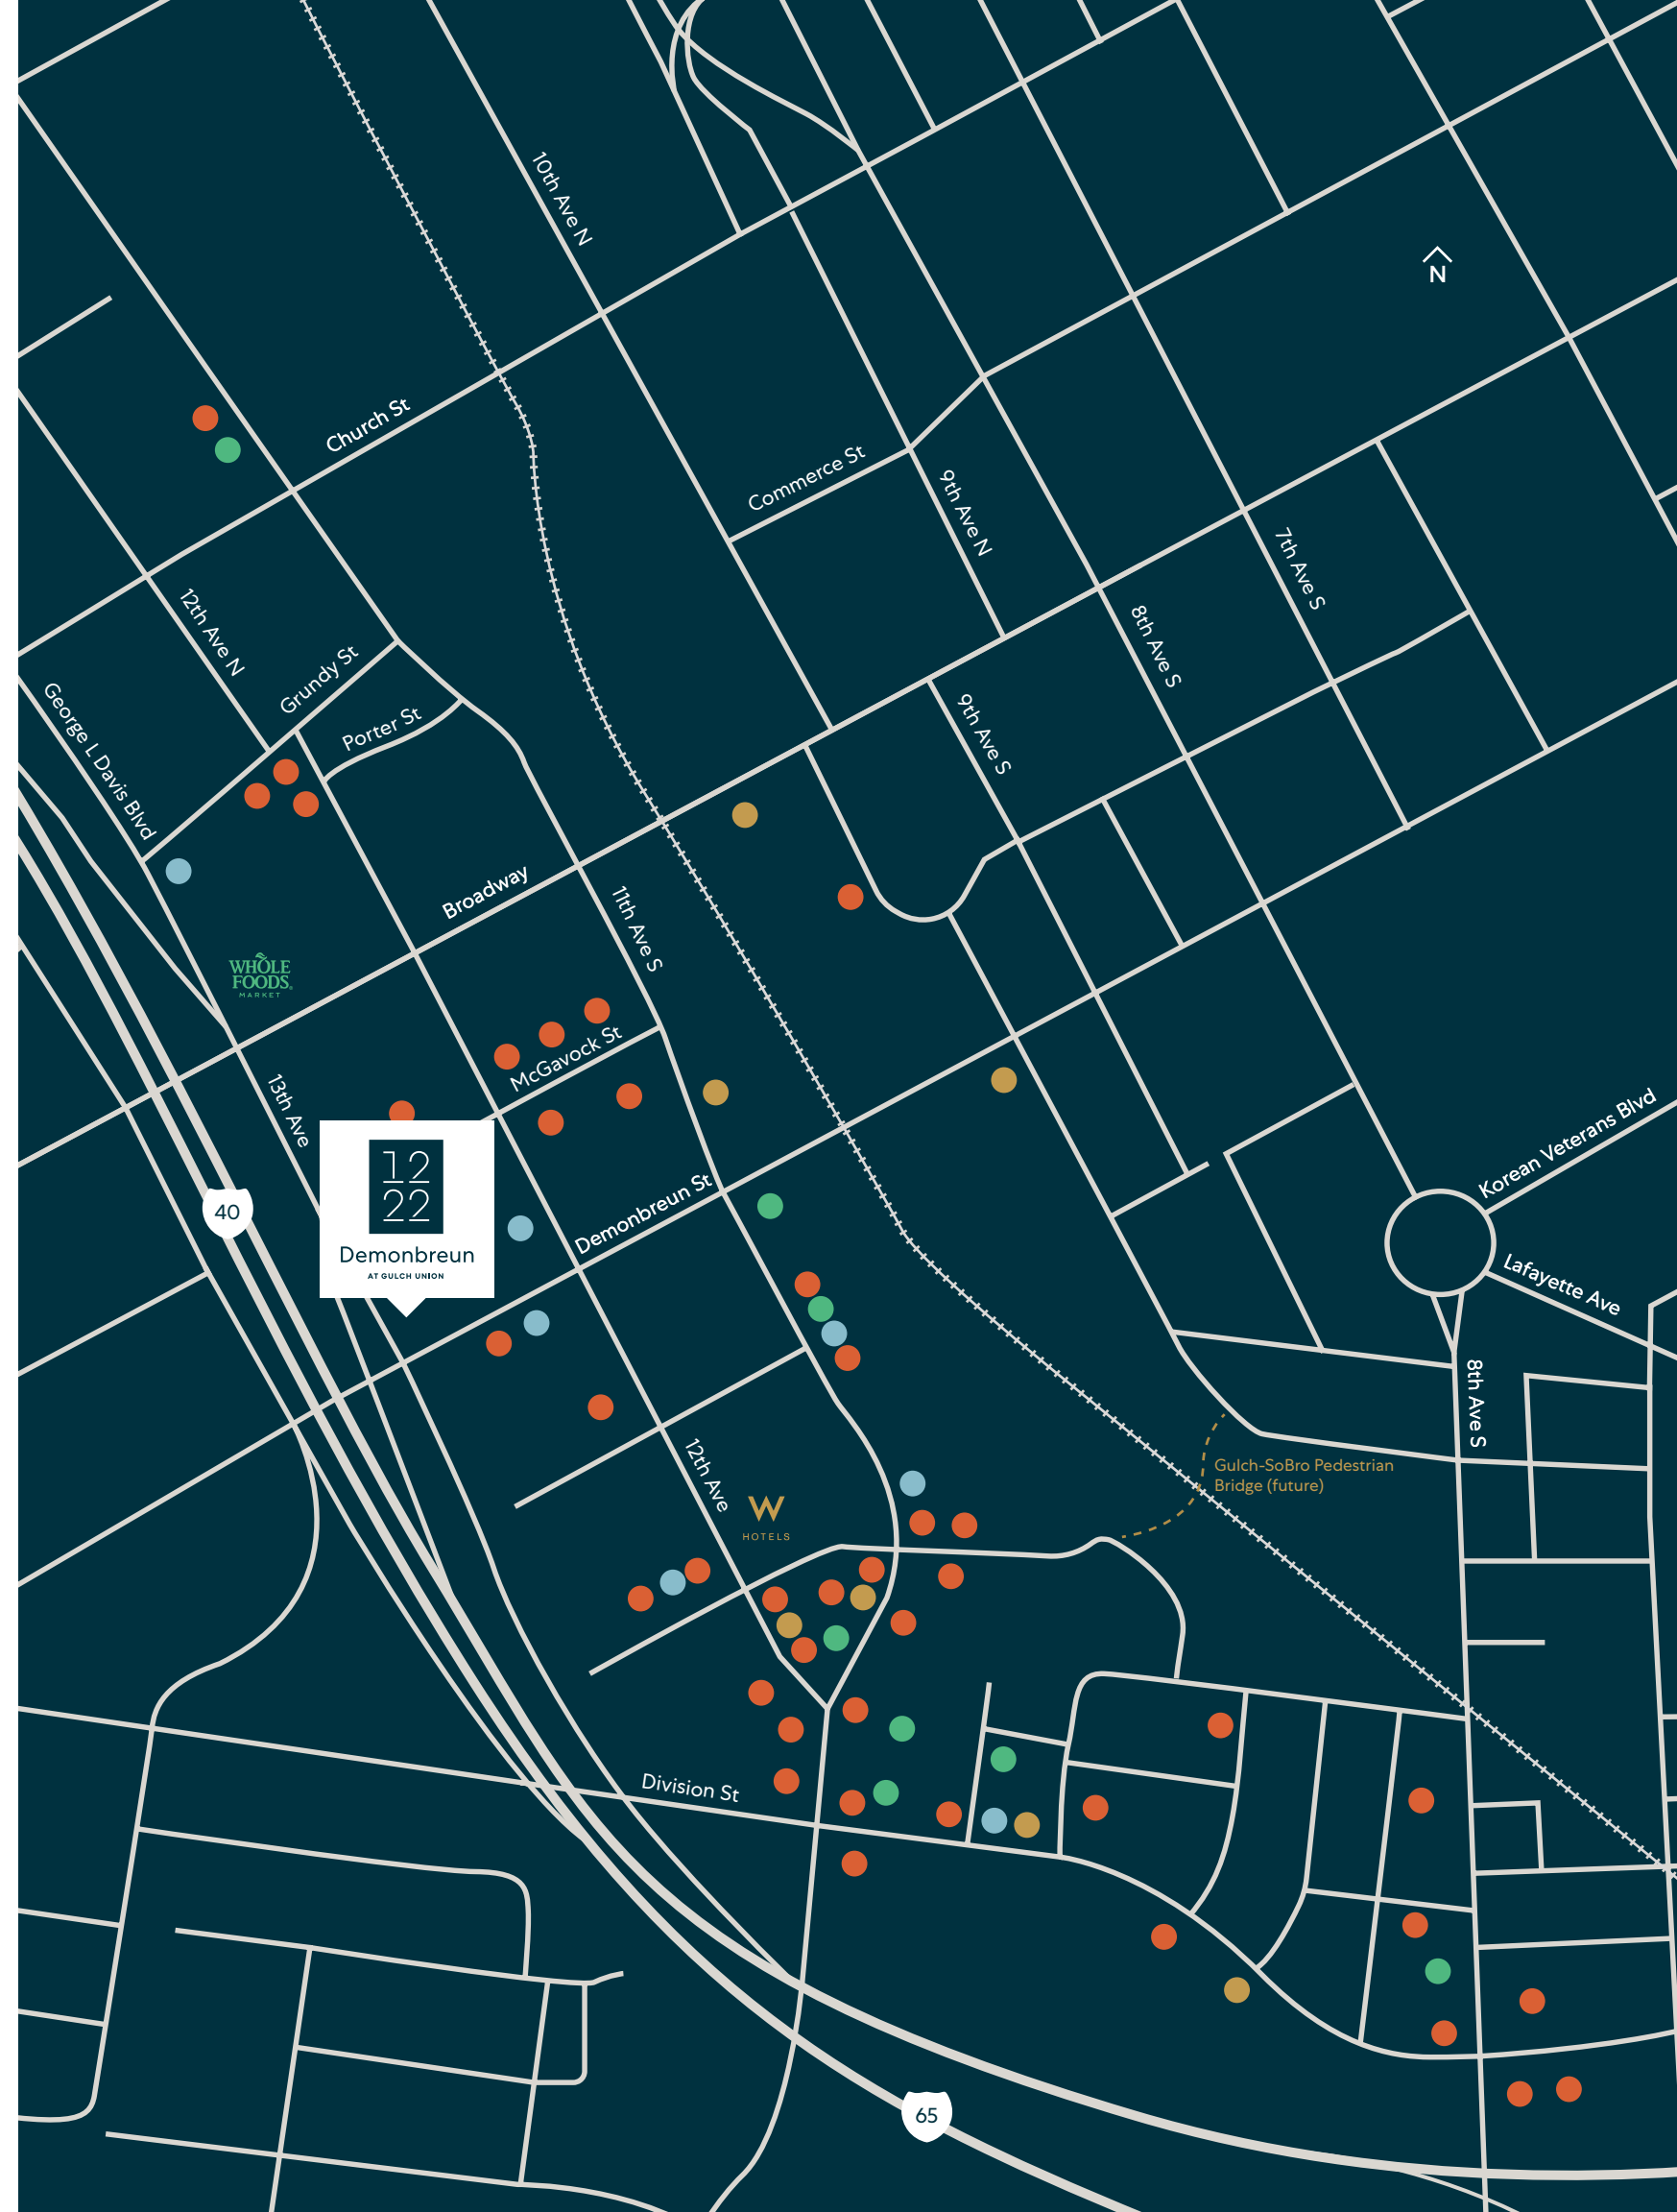 10th Ave N
N
Church St
Commerce St
9th Ave N
7th Ave S
12th Ave N
8th Ave S
Grundy St
George L Davis Blvd
Porter St
9th Ave S
Broadway
11th Ave S
WHOLE
FOODS
MARKET
McGavock St
13th Ave
Korean Veterans Blvd
12
22
Demonbreun
AT GULCH UNION
40
Demonbreun St
Lafayette Ave
8th Ave S
12th Ave
Gulch-SoBro Pedestrian
Bridge (future)
W
HOTELS
Division St
65